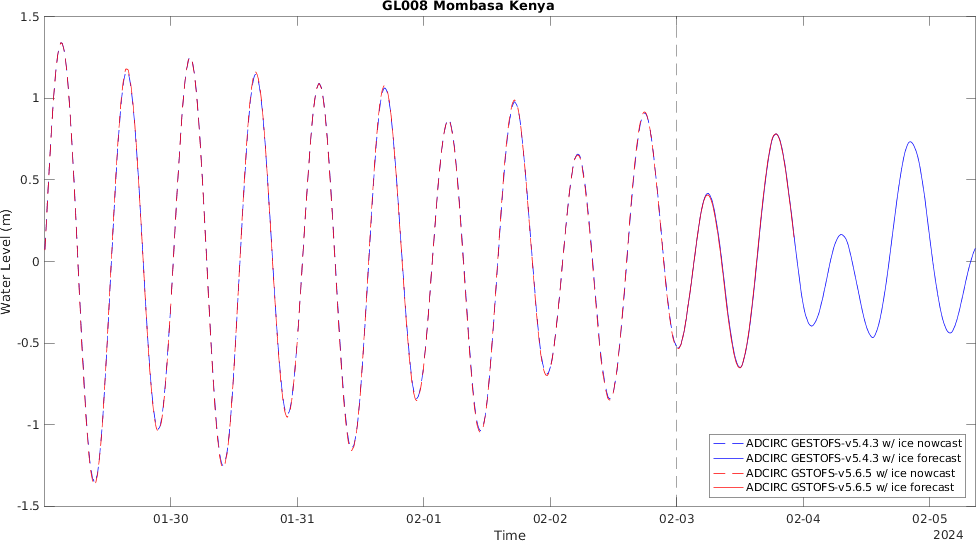 GL008 Mombasa Kenya
1.5
1
0.5
0
-0.5
-1
-1.5
Water Level (m)
01-30
01-31
02-01
02-02
02-03
02-04
02-05
Time
2024
ADCIRC GESTOFS-v5.4.3 w/ ice nowcast
ADCIRC GESTOFS-v5.4.3 w/ ice forecast
ADCIRC GSTOFS-v5.6.5 w/ ice nowcast
ADCIRC GSTOFS-v5.6.5 w/ ice forecast